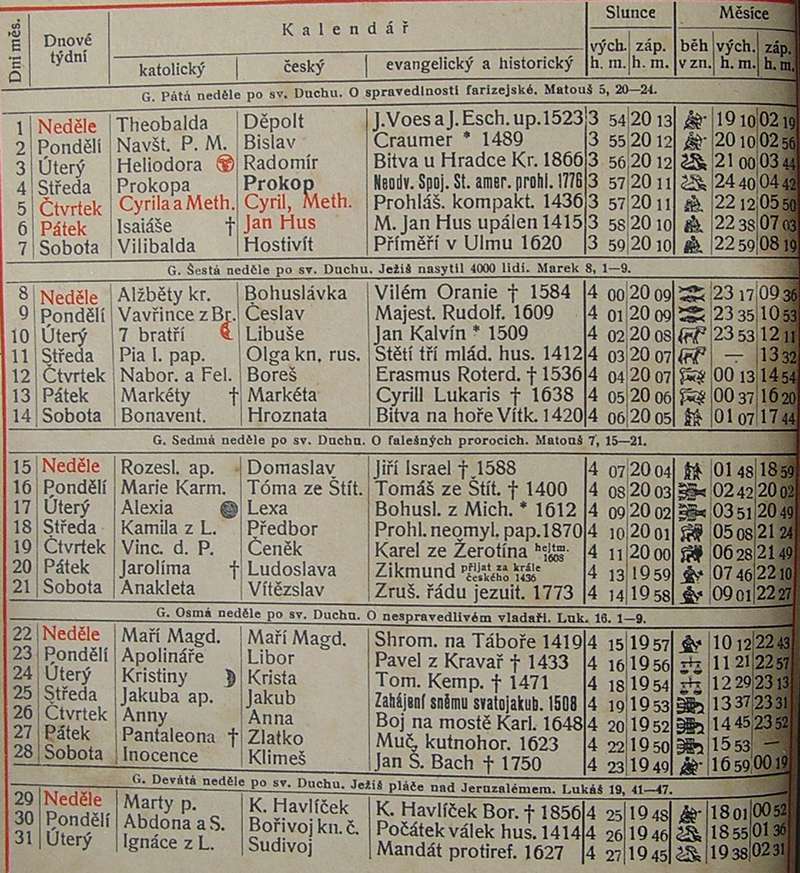 Dni měs. Dnové týdní Kalendář Slunce Měsíce
katolický český evangelický a historický vých. h. m. záp. h. m. běh v zn. vých. h. m. záp. h. m.
G. Pátá neděle po sv. Duchu. O spravedlnosti farizejské. Matouš 5, 20—24.
1 Neděle Theobalda Děpolt J. Voes a J. Esch. up. 1523 3 54 20 13 19 10 02 19
2 Pondělí Navšt. P. M. Bislav Craumer * 1489 3 55 20 12 20 10 02 56
3 Úterý Heliodora Radomír Bitva u Hradce Kr. 1866 3 56 20 12 21 00 03 44
4 Středa Prokopa Prokop Neodv. Spoj. St. amer. prohl. 1776 3 57 20 11 24 40 04 42
5 Čtvrtek Cyrila a Meth. Cyril, Meth. Prohláš. kompakt. 1436 3 57 20 11 22 12 05 50
6 Pátek Isaiáše † Jan Hus M. Jan Hus upálen 1415 3 58 20 10 22 38 07 03
7 Sobota Vilibalda Hostivít Příměří v Ulmu 1620 3 59 20 10 22 59 08 19
G. Šestá neděle po sv. Duchu. Ježíš nasytil 4000 lidí. Marek 8, 1—9.
8 Neděle Alžběty kr. Bohuslávka Vilém Oranie † 1584 4 00 20 09 23 17 09 36
9 Pondělí Vavřince z Br. Česlav Majest. Rudolf. 1609 4 01 20 09 23 35 10 53
10 Úterý 7 bratří Libuše Jan Kalvín * 1509 4 02 20 08 23 53 12 11
11 Středa Pia I. pap. Olga kn. rus. Stětí tří mlád. hus. 1412 4 03 20 07 — 13 32
12 Čtvrtek Nabor. a Fel. Boreš Erasmus Roterd. † 1536 4 04 20 07 00 13 14 54
13 Pátek Markéty † Markéta Cyrill Lukaris † 1638 4 05 20 06 00 37 16 20
14 Sobota Bonavent. Hroznata Bitva na hoře Vítk. 1420 4 06 20 05 01 07 17 44
G. Sedmá neděle po sv. Duchu. O falešných prorocích. Matouš 7, 15—21.
15 Neděle Rozesl. ap. Domaslav Jiří Israel † 1588 4 07 20 04 01 48 18 59
16 Pondělí Marie Karm. Tóma ze Štít. Tomáš ze Štít. † 1400 4 08 20 03 02 42 20 02
17 Úterý Alexia Lexa Bohusl. z Mich. * 1612 4 09 20 02 03 51 20 49
18 Středa Kamila z L. Předbor Prohl. neomyl. pap. 1870 4 10 20 01 05 08 21 24
19 Čtvrtek Vinc. d. P. Čeněk Karel ze Žerotína hejtm. 1608 4 11 20 00 06 28 21 49
20 Pátek Jarolíma † Ludoslava Zikmund přijat za krále českého 1436 4 13 19 59 07 46 22 10
21 Sobota Anakleta Vítězslav Zruš. řádu jezuit. 1773 4 14 19 58 09 01 22 27
G. Osmá neděle po sv. Duchu. O nespravedlivém vladaři. Luk. 16. 1—9.
22 Neděle Maří Magd. Maří Magd. Shrom. na Táboře 1419 4 15 19 57 10 12 22 43
23 Pondělí Apolináře Libor Pavel z Kravař † 1433 4 16 19 56 11 21 22 57
24 Úterý Kristiny Krista Tom. Kemp. † 1471 4 18 19 54 12 29 23 13
25 Středa Jakuba ap. Jakub Zahájení sněmu svatojakub. 1508 4 19 19 53 13 37 23 31
26 Čtvrtek Anny Anna Boj na mostě Karl. 1648 4 20 19 52 14 45 23 52
27 Pátek Pantaleona † Zlatko Muč. kutnohor. 1623 4 22 19 50 15 53 —
28 Sobota Inocence Klimeš Jan S. Bach † 1750 4 23 19 49 16 59 00 19
G. Devátá neděle po sv. Duchu. Ježíš pláče nad Jeruzalémem. Lukáš 19, 41—47.
29 Neděle Marty p. K. Havlíček K. Havlíček Bor. † 1856 4 25 19 48 18 01 00 52
30 Pondělí Abdona a S. Bořivoj kn. č. Počátek válek hus. 1414 4 26 19 46 18 55 01 36
31 Úterý Ignáce z L. Sudivoj Mandát protiref. 1627 4 27 19 45 19 38 02 31